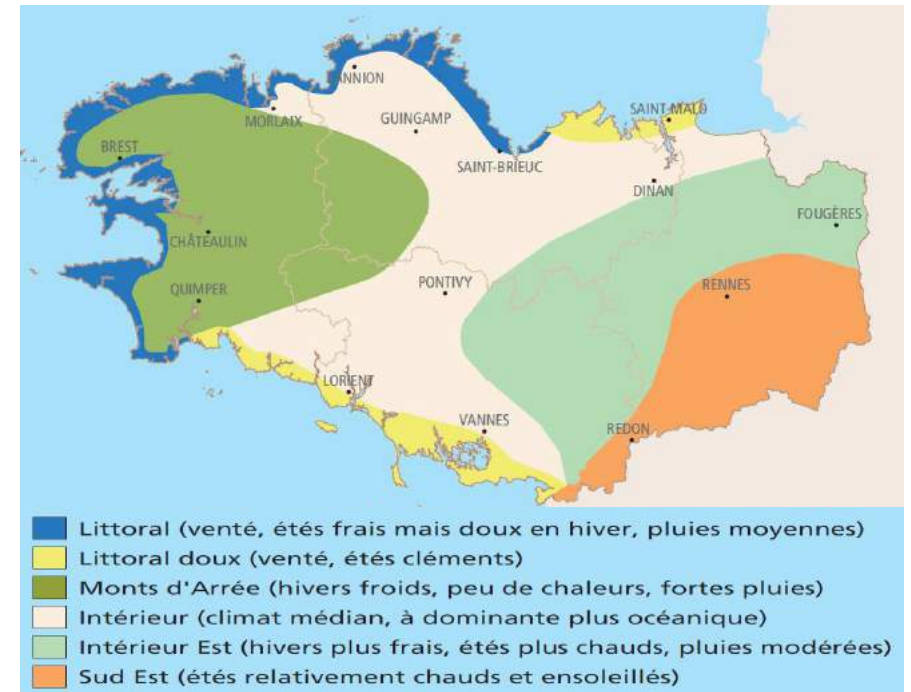 LANNION
MORLAIX
GUINGAMP
SAINT-MALO
BREST
SAINT-BRIEUC
DINAN
FOUGÈRES
CHÂTEAULIN
QUIMPER
PONTIVY
RENNES
LORIENT
VANNES
REDON
Littoral (venté, étés frais mais doux en hiver, pluies moyennes)
Littoral doux (venté, étés cléments)
Monts d'Arrée (hivers froids, peu de chaleurs, fortes pluies)
Intérieur (climat médian, à dominante plus océanique)
Intérieur Est (hivers plus frais, étés plus chauds, pluies modérées)
Sud Est (étés relativement chauds et ensoleillés)